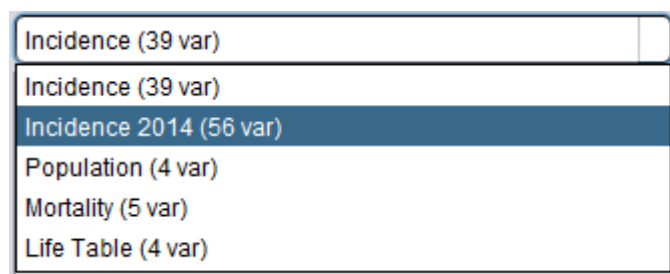 Incidence (39 var)
Incidence (39 var)
Incidence 2014 (56 var)
Population (4 var)
Mortality (5 var)
Life Table (4 var)